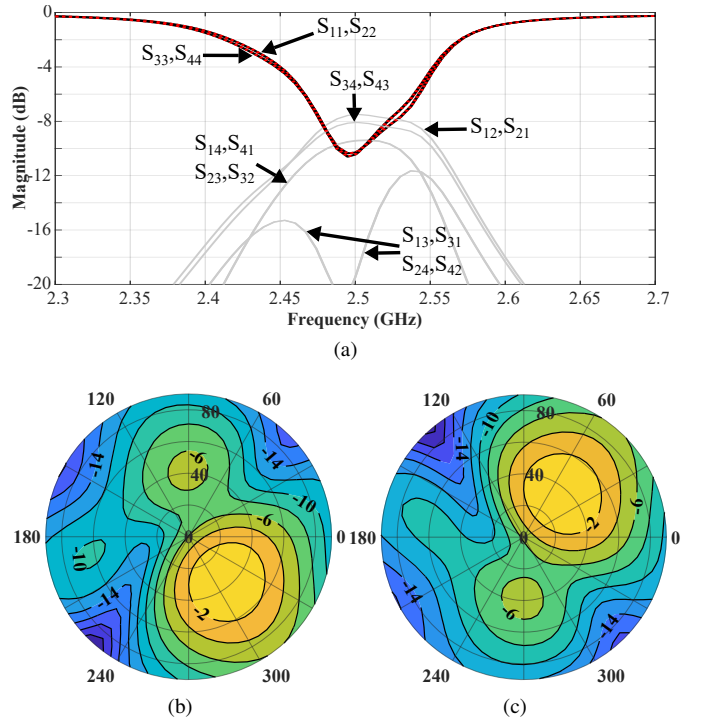 0
S11,S22
S33,S44
-4
S34,S43
-8
S12,S21
S14,S41
S23,S32
-12
-16
S13,S31
S24,S42
-20
Magnitude (dB)
2.3 2.35 2.4 2.45 2.5 2.55 2.6 2.65 2.7
Frequency (GHz)
(a)
120 60
80
-14
-6
-14
40
-10
-6
180 0 0
-10
-14
-2
240 300
(b)
120 60
-10 80
-14
40
-6
-2
180 0 0
-14
-6
-14
240 300
(c)